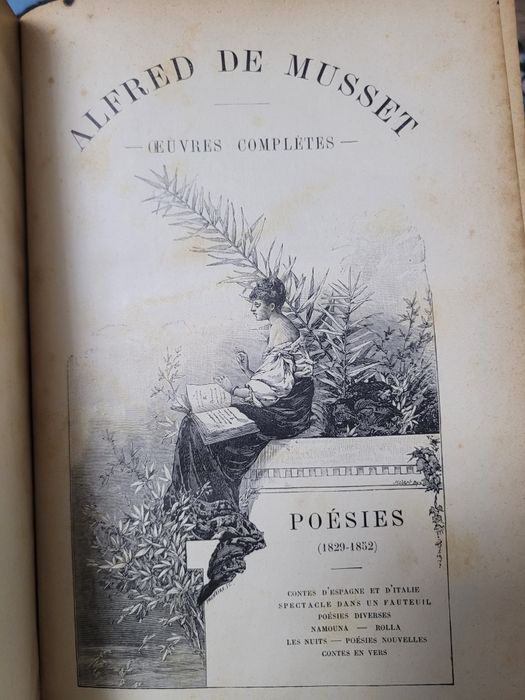 ALFRED DE MUSSET
— ŒUVRES COMPLÈTES —
POÉSIES
(1829-1852)
CONTES D'ESPAGNE ET D'ITALIE
SPECTACLE DANS UN FAUTEUIL
POÉSIES DIVERSES
NAMOUNA — ROLLA
LES NUITS — POÉSIES NOUVELLES
CONTES EN VERS